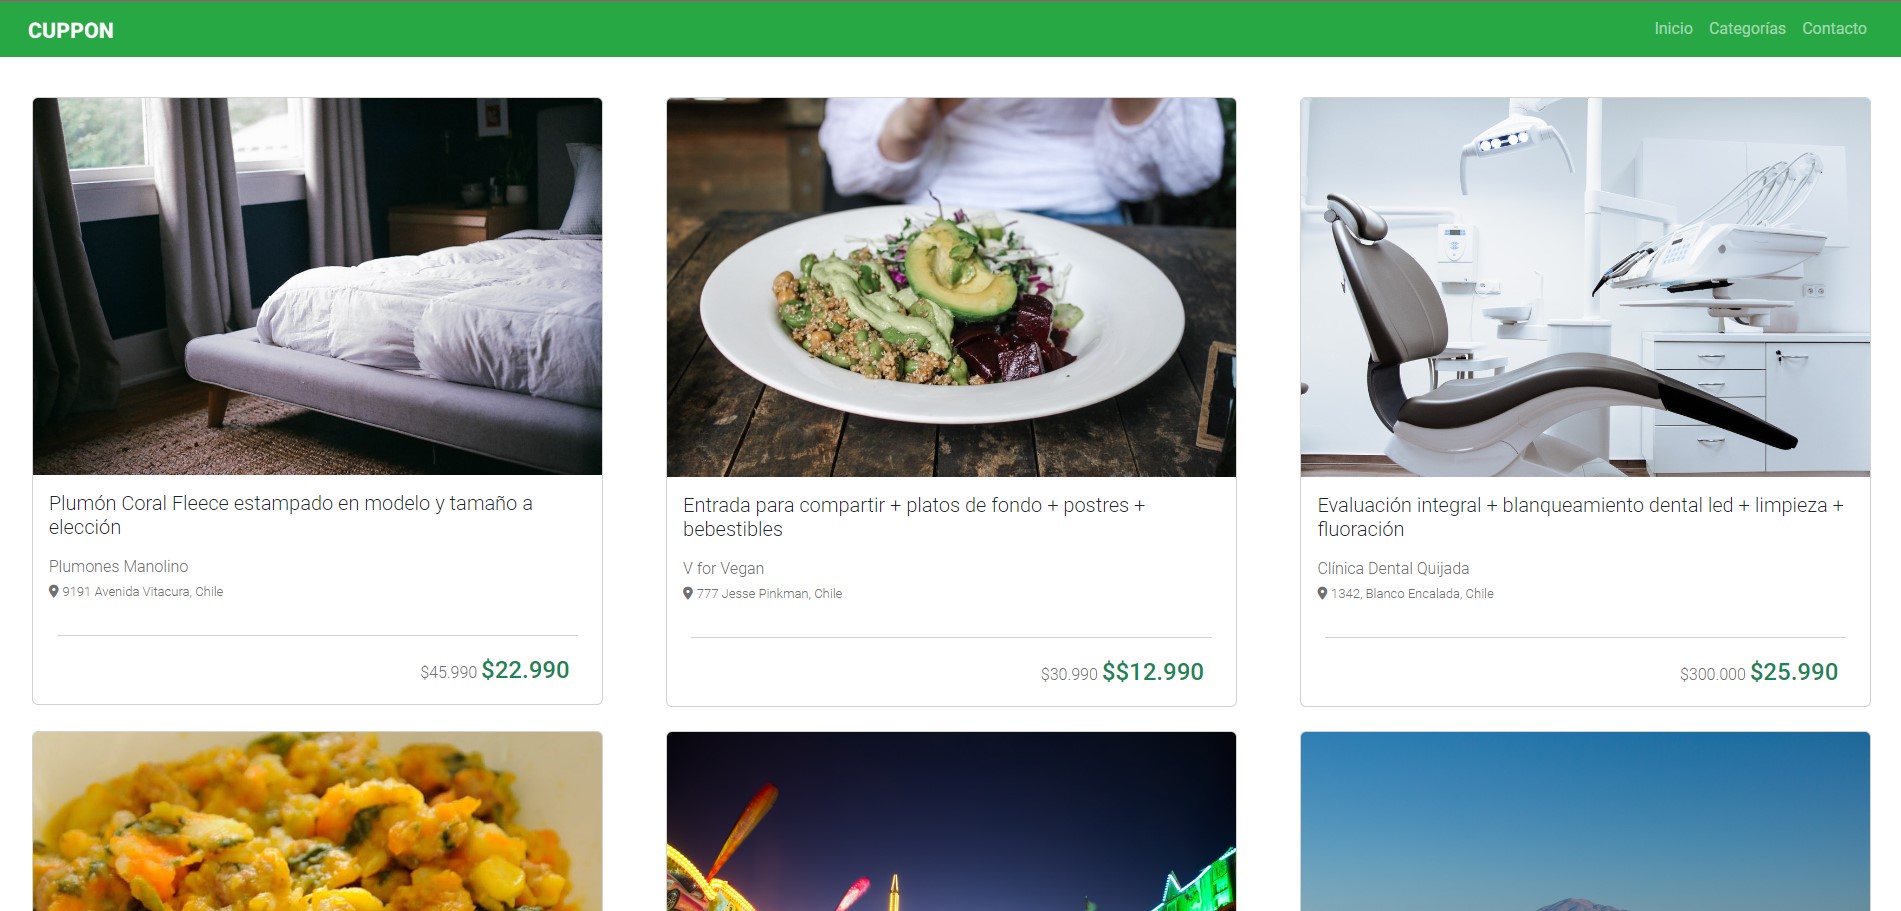 CUPPON
Inicio Categorías Contacto
Plumón Coral Fleece estampado en modelo y tamaño a
elección
Plumones Manolino
9191 Avenida Vitacura, Chile
$45.990 $22.990
Entrada para compartir + platos de fondo + postres +
bebestibles
V for Vegan
777 Jesse Pinkman, Chile
$30.990 $$12.990
Evaluación integral + blanqueamiento dental led + limpieza +
fluoración
Clínica Dental Quijada
1342, Blanco Encalada, Chile
$300.000 $25.990